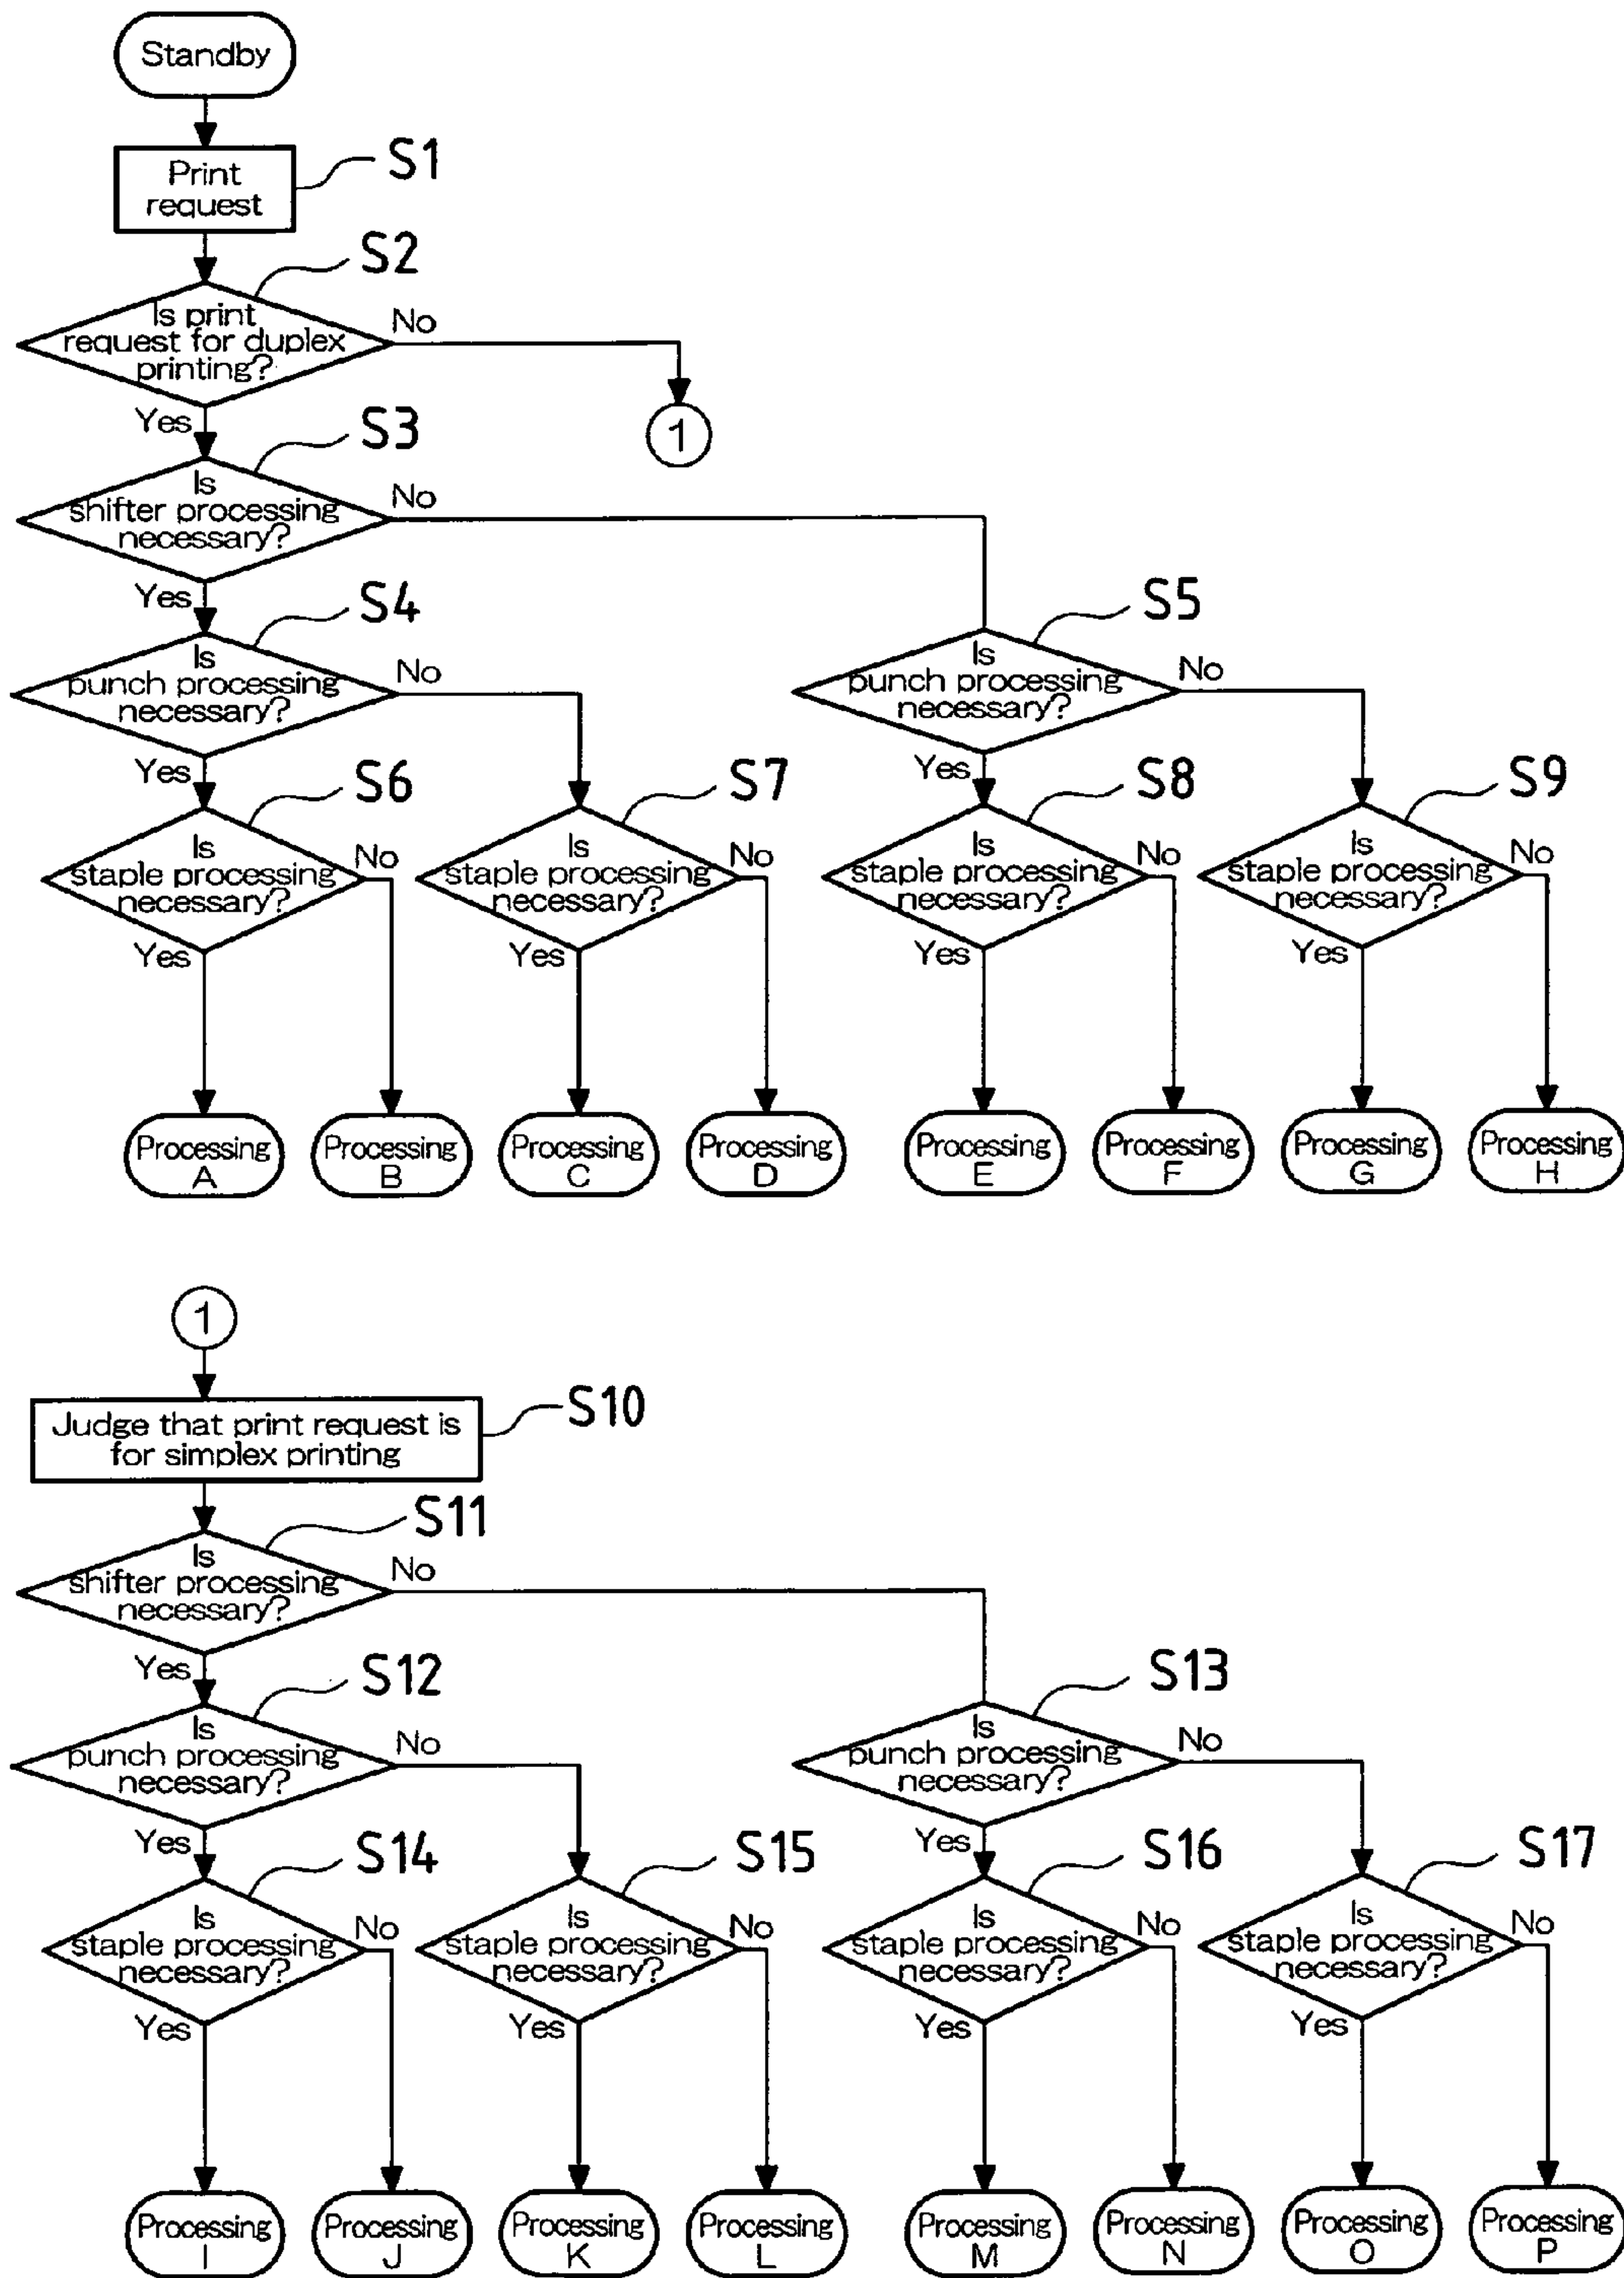 Standby
Print
request
S1
S2
Is print
request for duplex
printing?
No
Yes
1
S3
Is
shifter processing
necessary?
No
Yes
S4
Is
punch processing
necessary?
No
Yes
S5
Is
punch processing
necessary?
No
Yes
S6
Is
staple processing
necessary?
No
Yes
S7
Is
staple processing
necessary?
No
Yes
S8
Is
staple processing
necessary?
No
Yes
S9
Is
staple processing
necessary?
No
Yes
Processing
A
Processing
B
Processing
C
Processing
D
Processing
E
Processing
F
Processing
G
Processing
H
1
Judge that print request is
for simplex printing
S10
S11
Is
shifter processing
necessary?
No
Yes
S12
Is
punch processing
necessary?
No
Yes
S13
Is
punch processing
necessary?
No
Yes
S14
Is
staple processing
necessary?
No
Yes
S15
Is
staple processing
necessary?
No
Yes
S16
Is
staple processing
necessary?
No
Yes
S17
Is
staple processing
necessary?
No
Yes
Processing
I
Processing
J
Processing
K
Processing
L
Processing
M
Processing
N
Processing
O
Processing
P